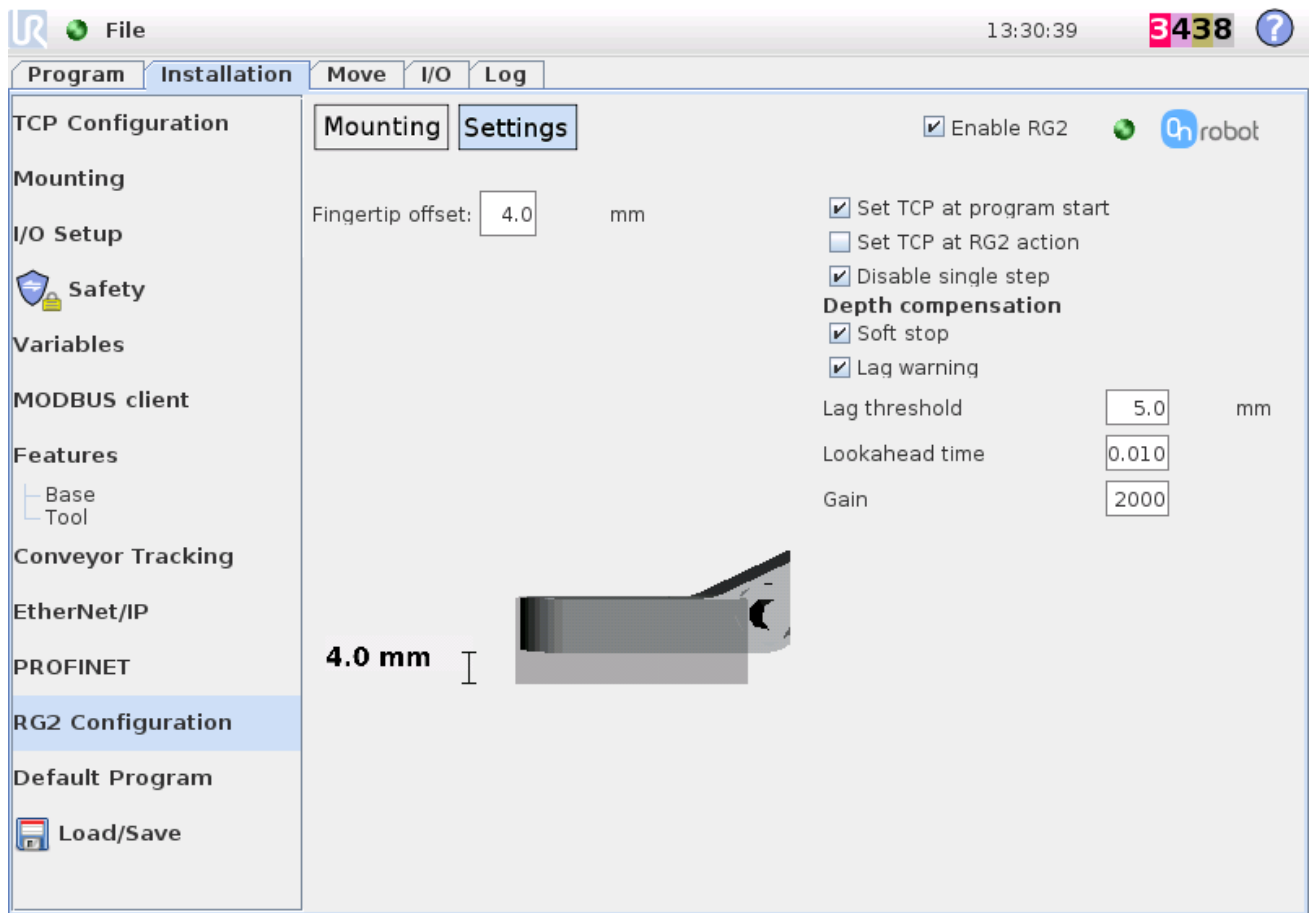 UR File 13:30:39 3438 ?
Program Installation Move I/O Log
TCP Configuration
Mounting
I/O Setup
Safety
Variables
MODBUS client
Features
Base
Tool
Conveyor Tracking
EtherNet/IP
PROFINET
RG2 Configuration
Default Program
Load/Save
Mounting Settings
Enable RG2 On robot
Fingertip offset: 4.0 mm
4.0 mm
Set TCP at program start
Set TCP at RG2 action
Disable single step
Depth compensation
Soft stop
Lag warning
Lag threshold 5.0 mm
Lookahead time 0.010
Gain 2000